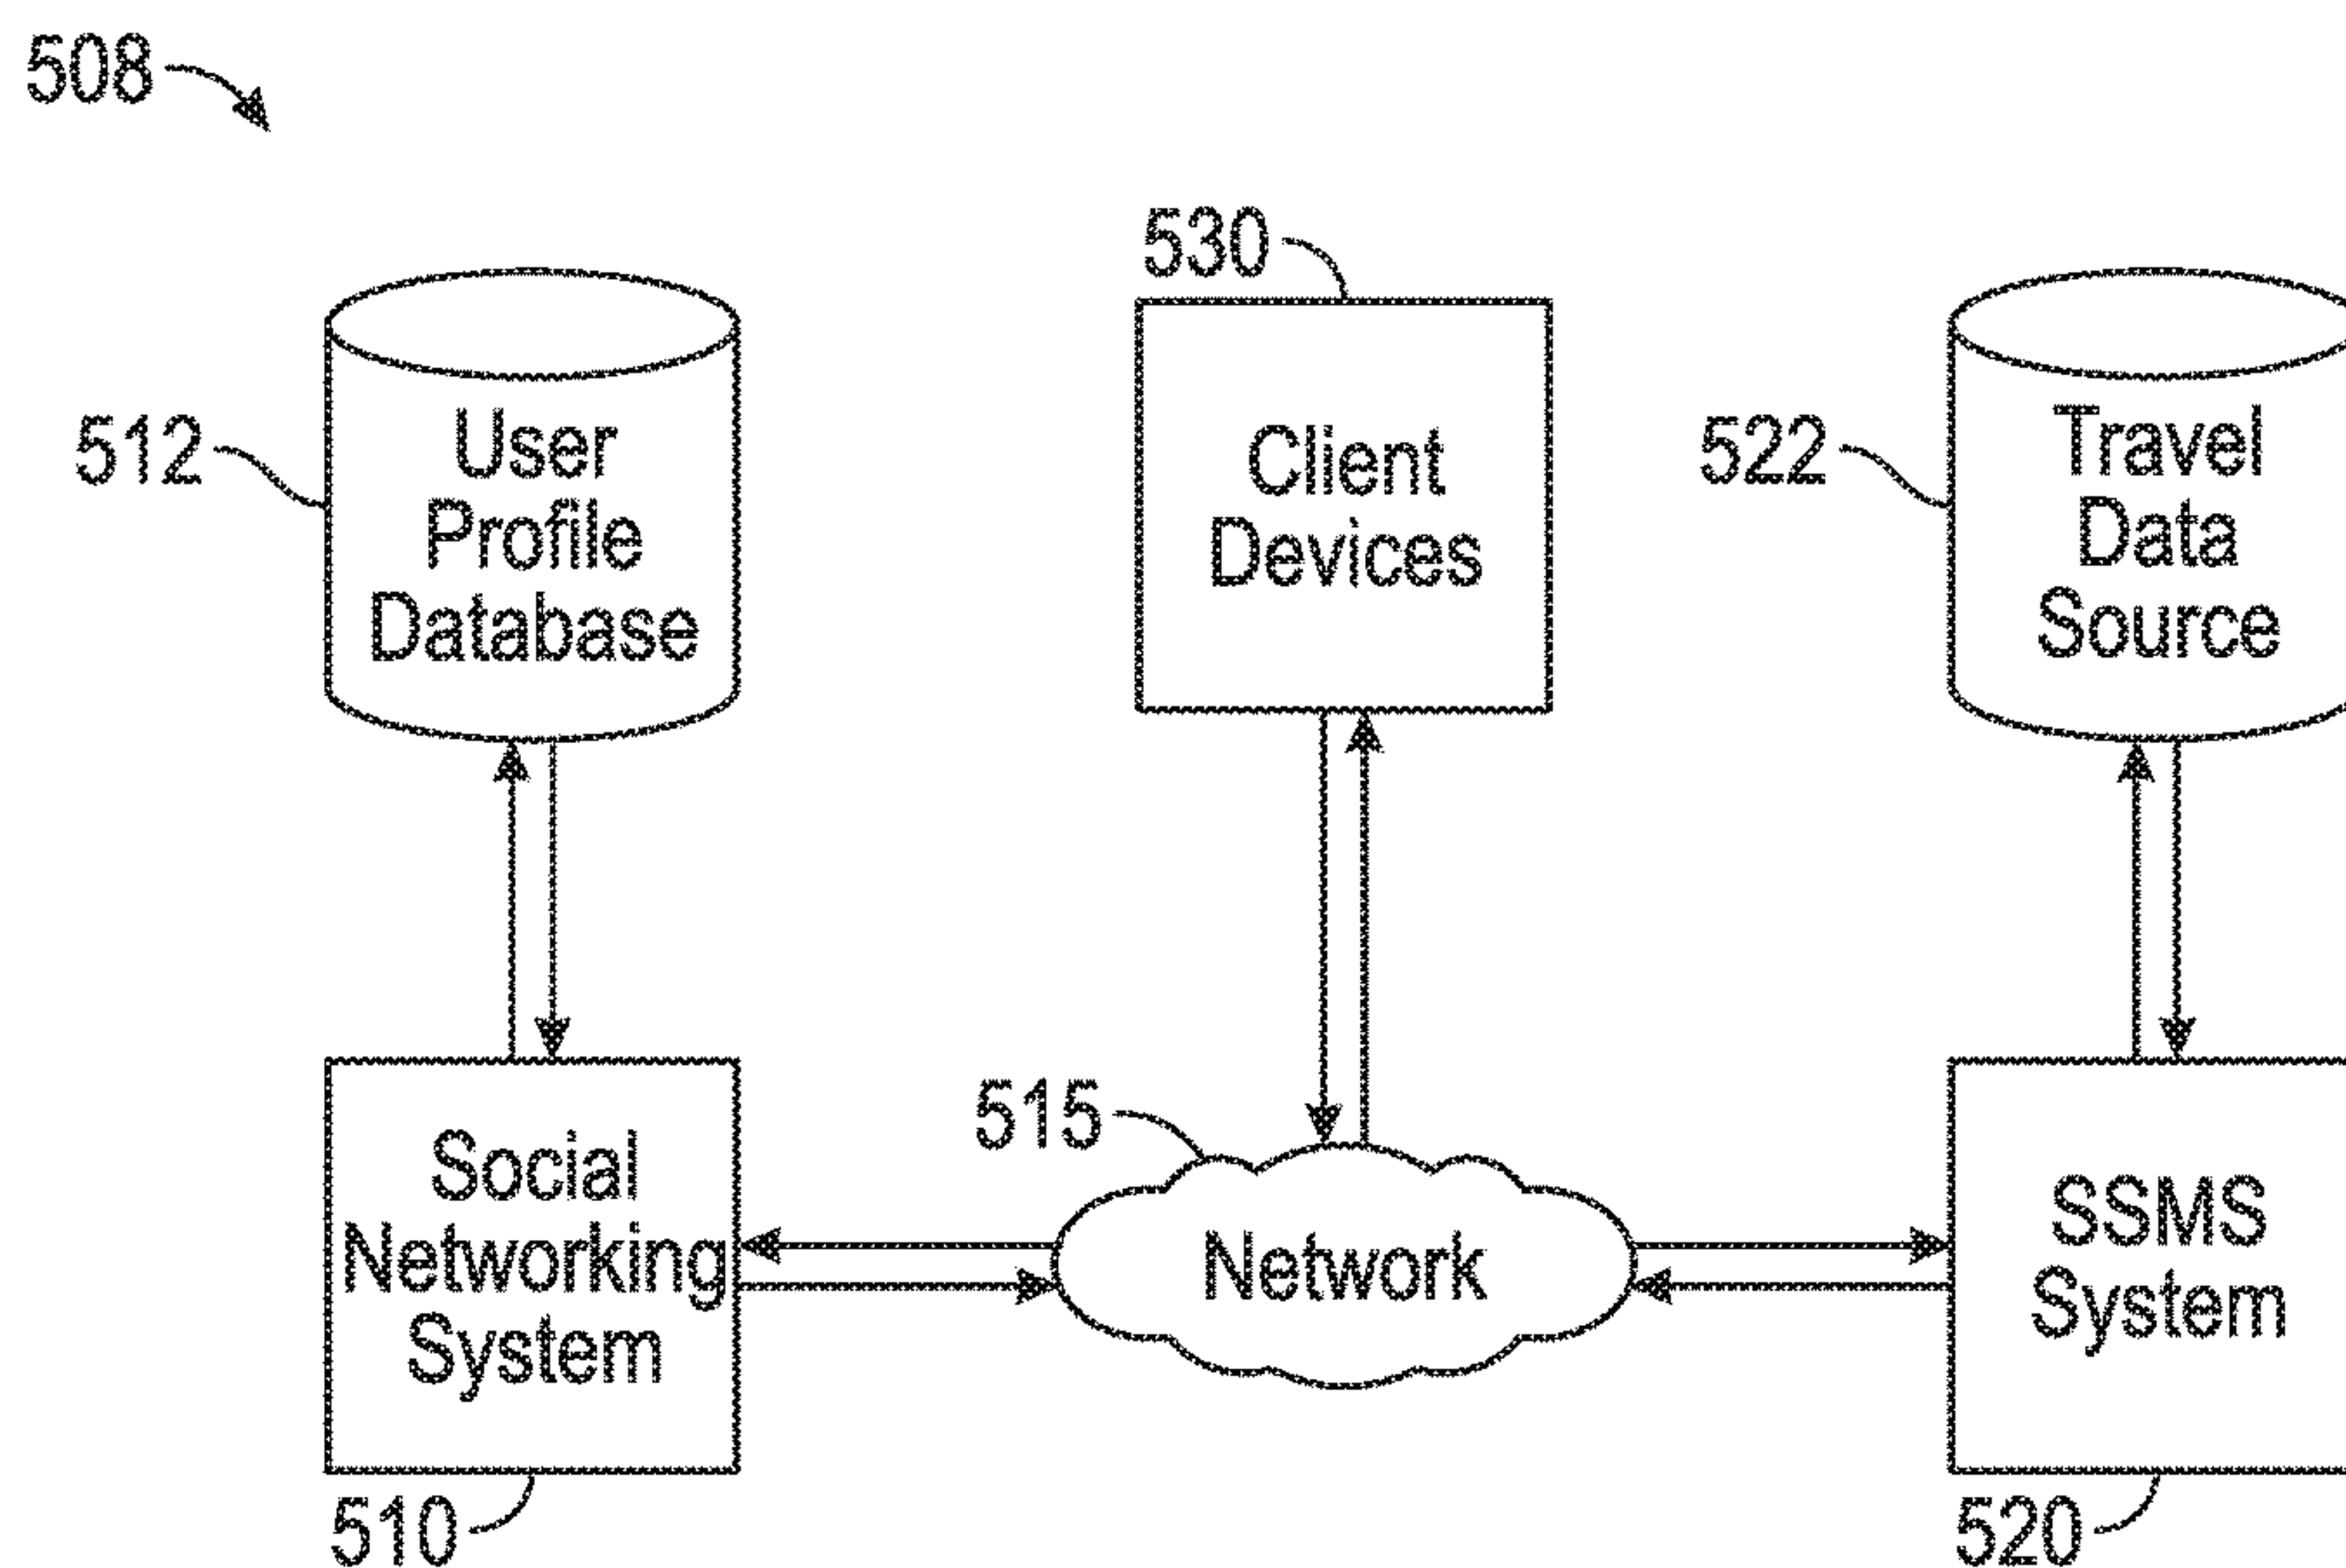 508
530
512
User
Profile
Database
Client
Devices
522
Travel
Data
Source
515
Social
Networking
System
Network
SSMS
System
510
520